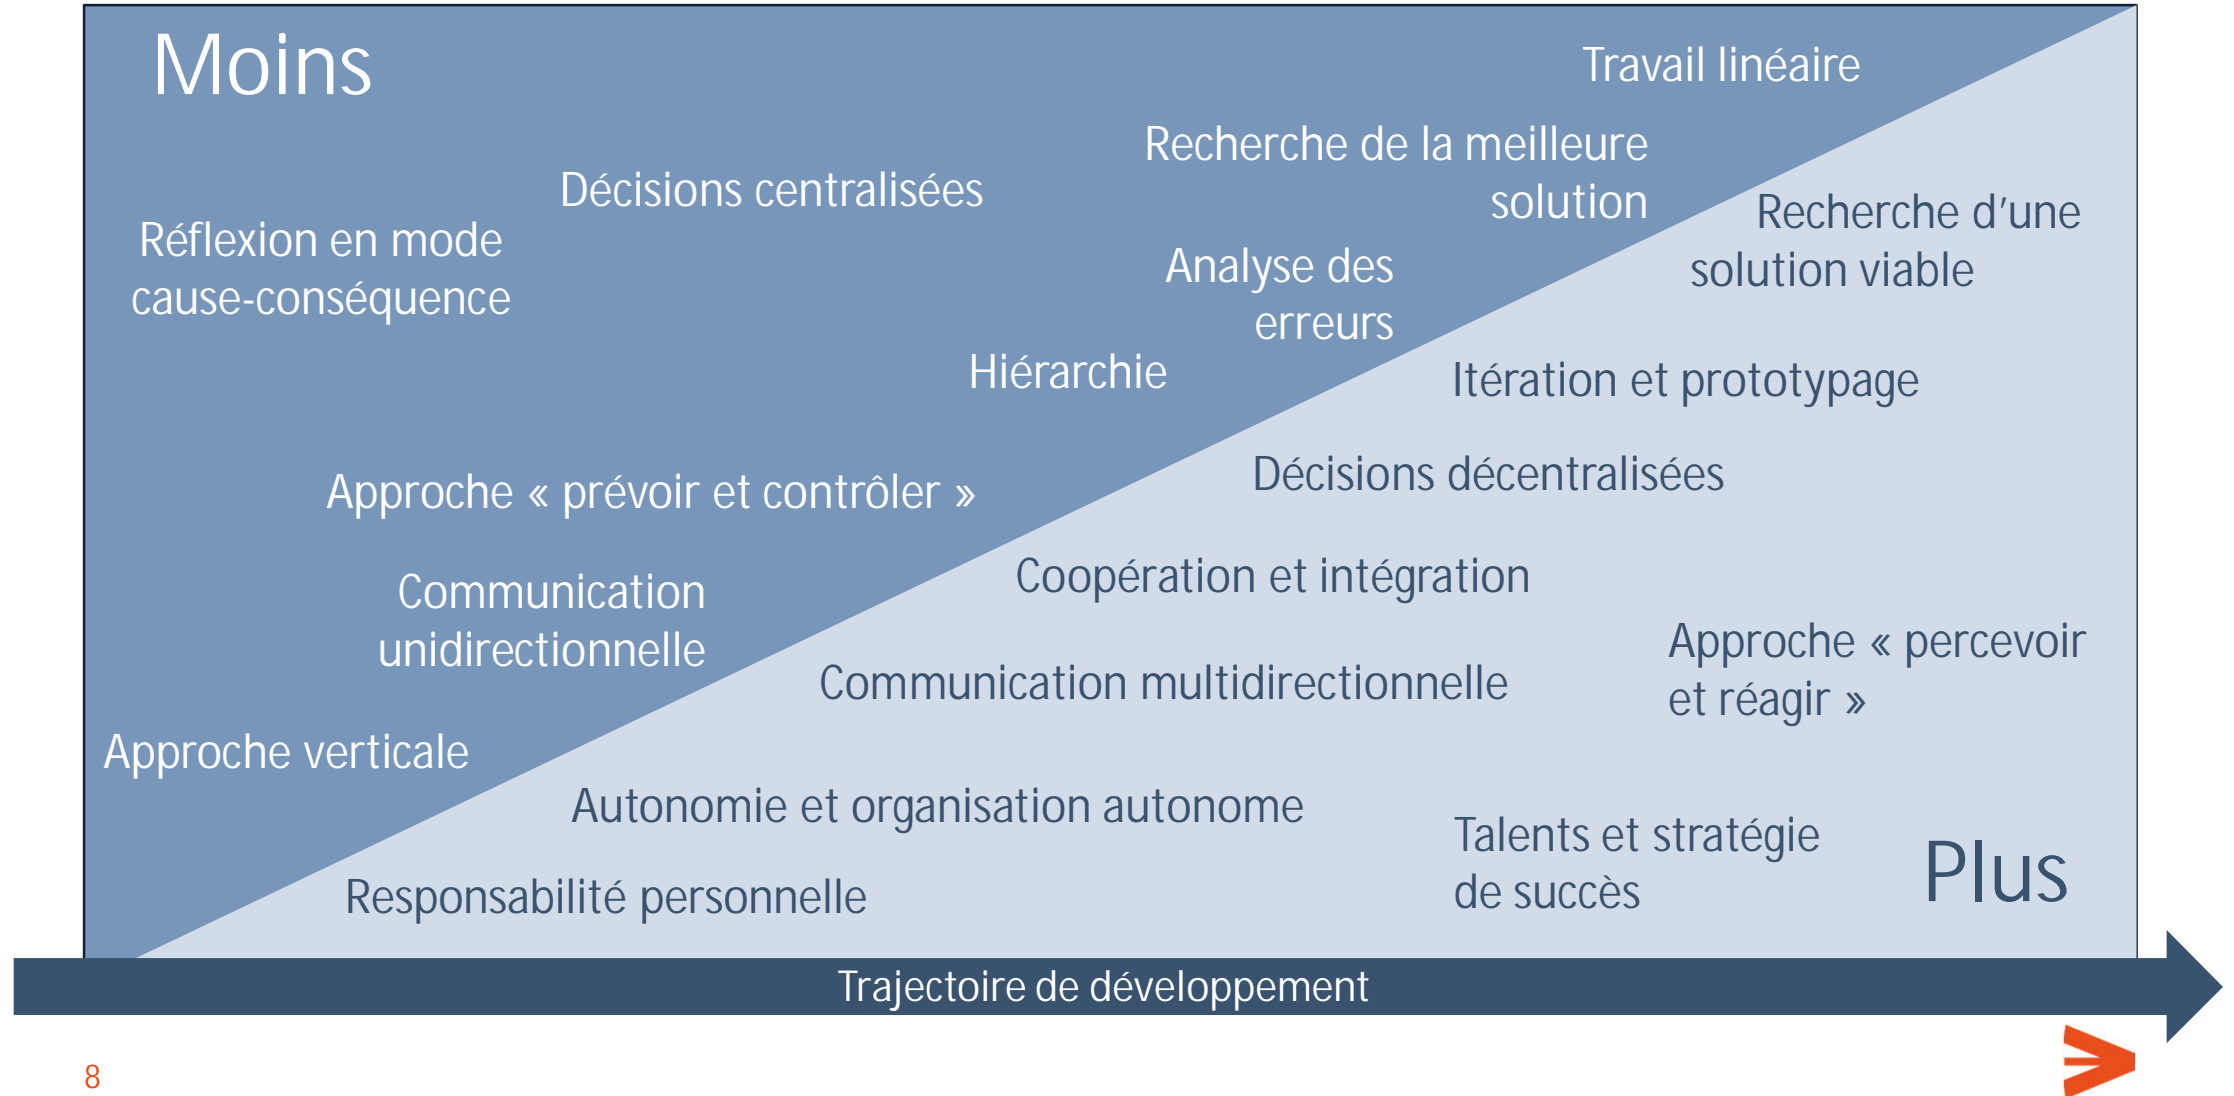 Moins
Travail linéaire
Recherche de la meilleure
solution
Décisions centralisées
Réflexion en mode
cause-conséquence
Analyse des
erreurs
Hiérarchie
Approche « prévoir et contrôler »
Communication
unidirectionnelle
Approche verticale
Recherche d’une
solution viable
Itération et prototypage
Décisions décentralisées
Coopération et intégration
Approche « percevoir
et réagir »
Communication multidirectionnelle
Autonomie et organisation autonome
Talents et stratégie
de succès
Responsabilité personnelle
Plus
Trajectoire de développement
8